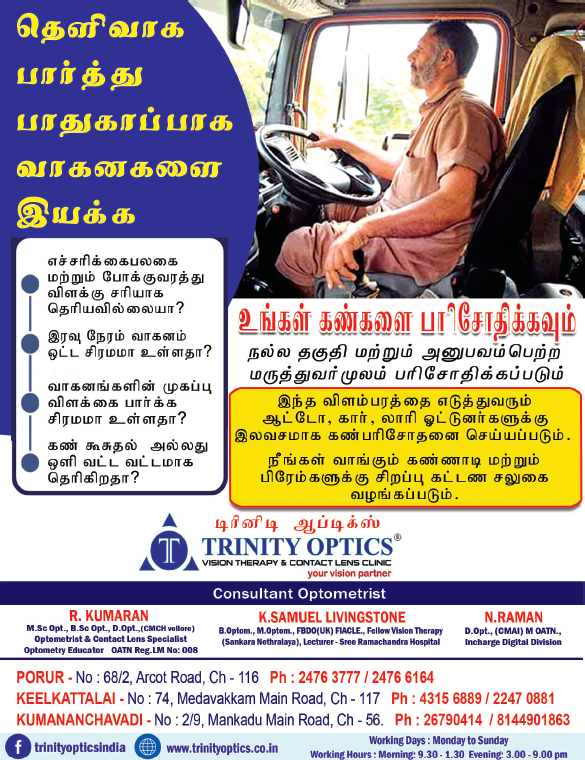 தெளிவாக
பார்த்து
பாதுகாப்பாக
வாகனகளை
இயக்க
எச்சரிக்கைபலகை
மற்றும் போக்குவரத்து
விளக்கு சரியாக
தெரியவில்லையா?
இரவு நேரம் வாகனம்
ஓட்ட சிரமமா உள்ளதா?
வாகனங்களின் முகப்பு
விளக்கை பார்க்க
சிரமமா உள்ளதா?
கண் கூசுதல் அல்லது
ஒளி வட்ட வட்டமாக
தெரிகிறதா?
உங்கள் கண்களை பரிசோதிக்கவும்
நல்ல தகுதி மற்றும் அனுபவம்பெற்ற
மருத்துவர்முலம் பரிசோதிக்கப்படும்
இந்த விளம்பரத்தை எடுத்துவரும்
ஆட்டோ, கார், லாரி ஓட்டுனர்களுக்கு
இலவசமாக கண்பரிசோதனை செய்யப்படும்.
நீங்கள் வாங்கும் கண்ணாடி மற்றும்
பிரேம்களுக்கு சிறப்பு கட்டண சலுகை
வழங்கப்படும்.
டிரினிடி ஆப்டிக்ஸ்
TRINITY OPTICS®
VISION THERAPY & CONTACT LENS CLINIC
your vision partner
Consultant Optometrist
R. KUMARAN
M.Sc Opt., B.Sc Opt., D.Opt.,(CMCH vellore)
Optometrist & Contact Lens Specialist
Optometry Educator OATN Reg.LM No: 008
K.SAMUEL LIVINGSTONE
B.Optom., M.Optom., FBDO(UK) FIACLE., Fellow Vision Therapy
(Sankara Nethralaya), Lecturer - Sree Ramachandra Hospital
N.RAMAN
D.Opt., (CMAI) M OATN.,
Incharge Digital Division
PORUR - No : 68/2, Arcot Road, Ch - 116 Ph : 2476 3777 / 2476 6164
KEELKATTALAI - No : 74, Medavakkam Main Road, Ch - 117 Ph : 4315 6889 / 2247 0881
KUMANANCHAVADI - No : 2/9, Mankadu Main Road, Ch - 56. Ph : 26790414 / 8144901863
f trinityopticsindia
www.trinityoptics.co.in
Working Days : Monday to Sunday
Working Hours : Morning: 9.30 - 1.30 Evening: 3.00 - 9.00 pm